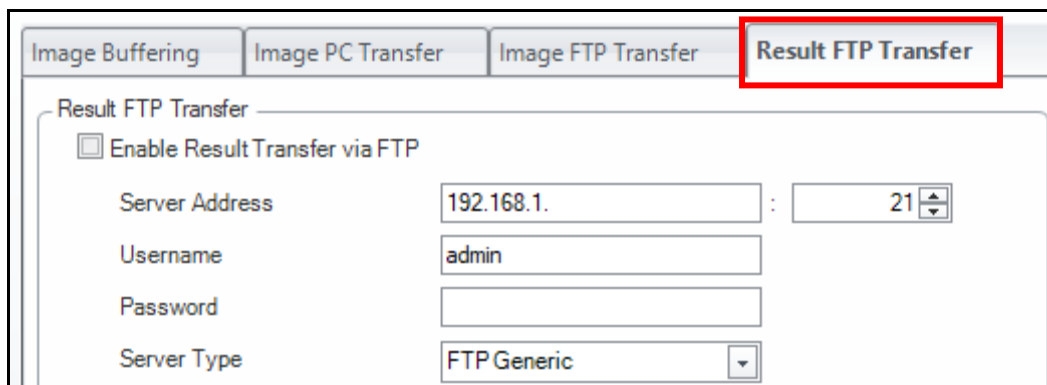 Image Buffering Image PC Transfer Image FTP Transfer Result FTP Transfer
Result FTP Transfer
Enable Result Transfer via FTP
Server Address 192.168.1. : 21
Username admin
Password
Server Type FTP Generic